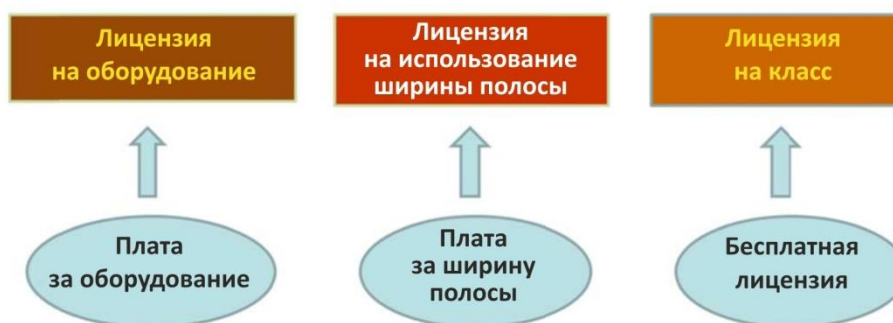 Лицензия
на оборудование
Лицензия
на использование
ширины полосы
Лицензия
на класс
Плата
за оборудование
Плата
за ширину
полосы
Бесплатная
лицензия